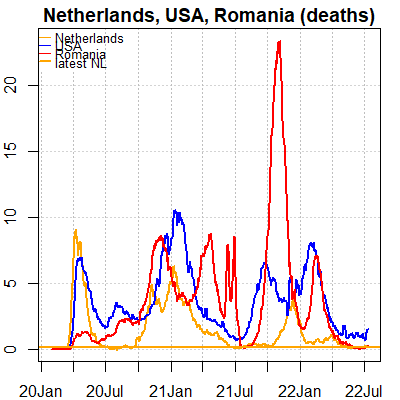 Netherlands, USA, Romania (deaths)
Netherlands
USA
Romania
latest NL
20
15
10
5
0
20Jan 20Jul 21Jan 21Jul 22Jan 22Jul